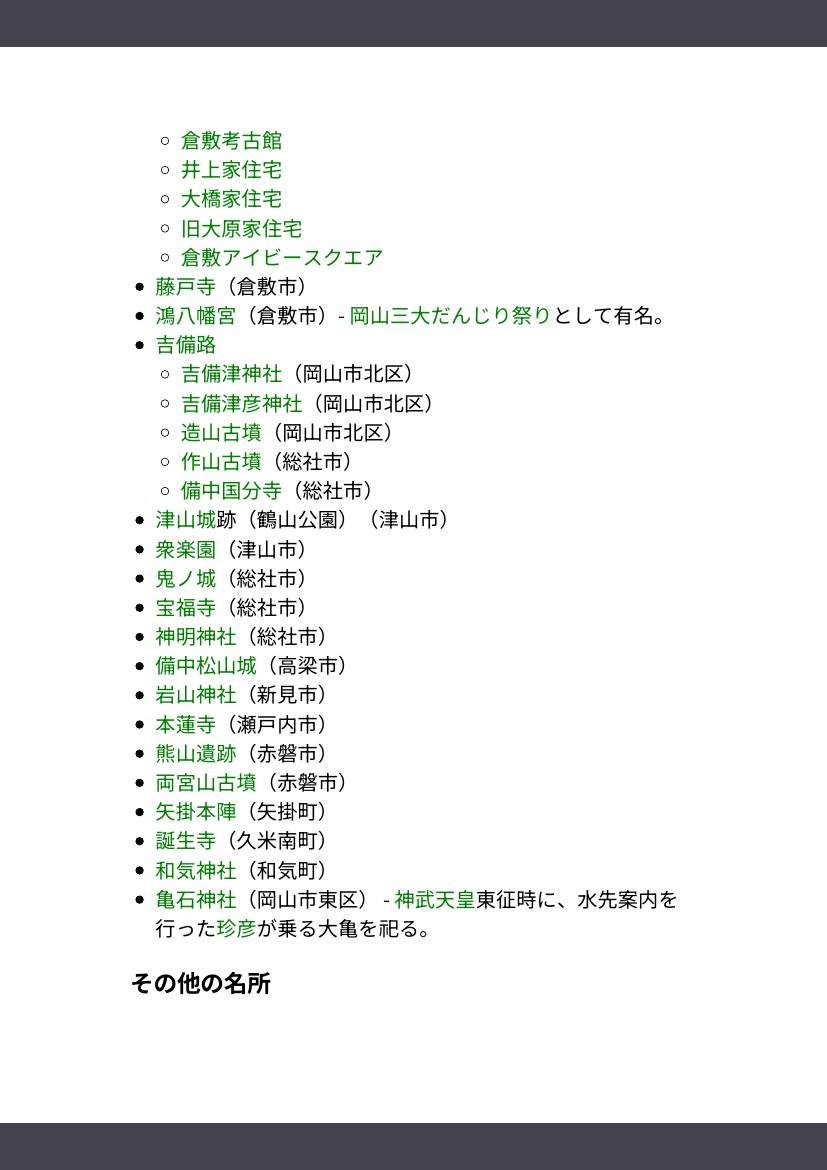 倉敷考古館
井上家住宅
大橋家住宅
旧大原家住宅
倉敷アイビースクエア
藤戸寺（倉敷市）
鴻八幡宮（倉敷市）- 岡山三大だんじり祭りとして有名。
吉備路
吉備津神社（岡山市北区）
吉備津彦神社（岡山市北区）
造山古墳（岡山市北区）
作山古墳（総社市）
備中国分寺（総社市）
津山城跡（鶴山公園）（津山市）
衆楽園（津山市）
鬼ノ城（総社市）
宝福寺（総社市）
神明神社（総社市）
備中松山城（高梁市）
岩山神社（新見市）
本蓮寺（瀬戸内市）
熊山遺跡（赤磐市）
両宮山古墳（赤磐市）
矢掛本陣（矢掛町）
誕生寺（久米南町）
和気神社（和気町）
亀石神社（岡山市東区） - 神武天皇東征時に、水先案内を
行った珍彦が乗る大亀を祀る。
その他の名所